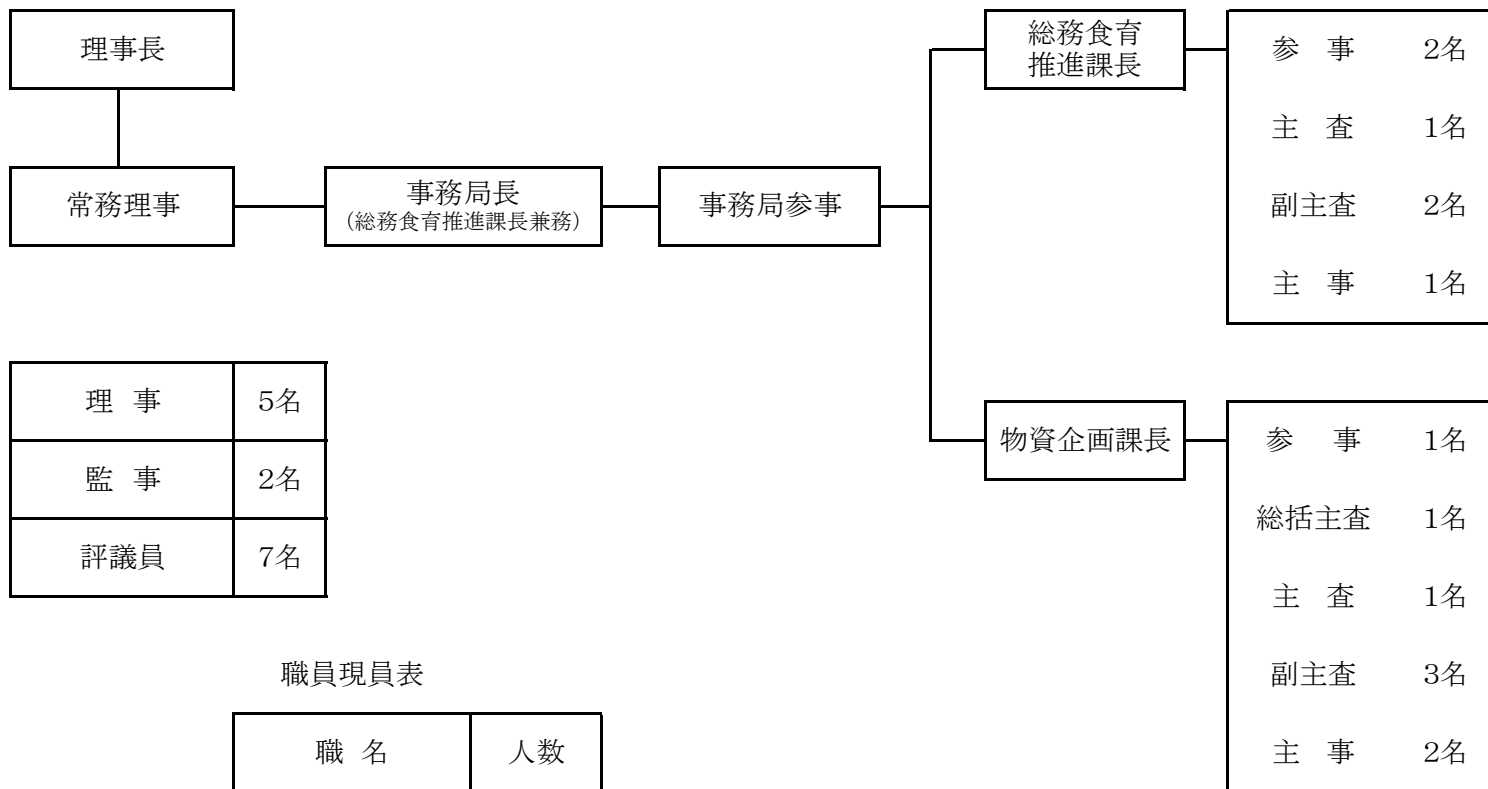 理事長
常務理事
事務局長
(総務食育推進課長兼務)
事務局参事
総務食育
推進課長
参 事 2名
主 査 1名
副主査 2名
主 事 1名
物資企画課長
参 事 1名
総括主査 1名
主 査 1名
副主査 3名
主 事 2名
理 事 5名
監 事 2名
評議員 7名
職員現員表
職 名 人数